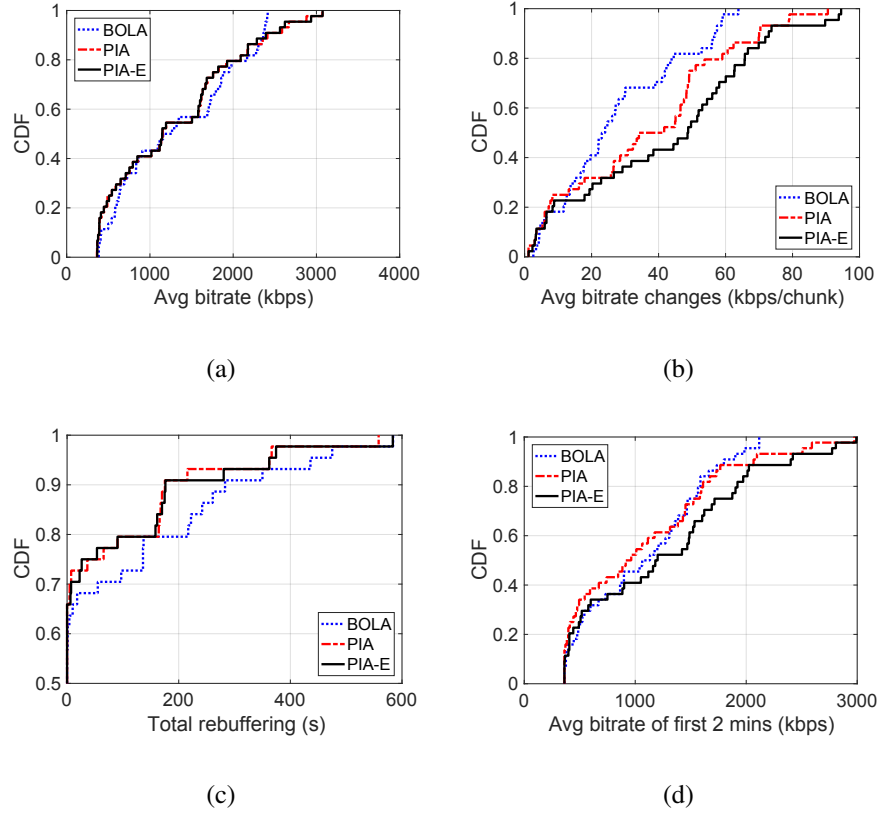 BOLA
PIA
PIA-E
CDF
1
0.8
0.6
0.4
0.2
0
0 1000 2000 3000 4000
Avg bitrate (kbps)
(a)
BOLA
PIA
PIA-E
CDF
1
0.8
0.6
0.4
0.2
0
0 20 40 60 80 100
Avg bitrate changes (kbps/chunk)
(b)
BOLA
PIA
PIA-E
CDF
1
0.9
0.8
0.7
0.6
0.5
0 200 400 600
Total rebuffering (s)
(c)
BOLA
PIA
PIA-E
CDF
1
0.8
0.6
0.4
0.2
0
0 1000 2000 3000
Avg bitrate of first 2 mins (kbps)
(d)